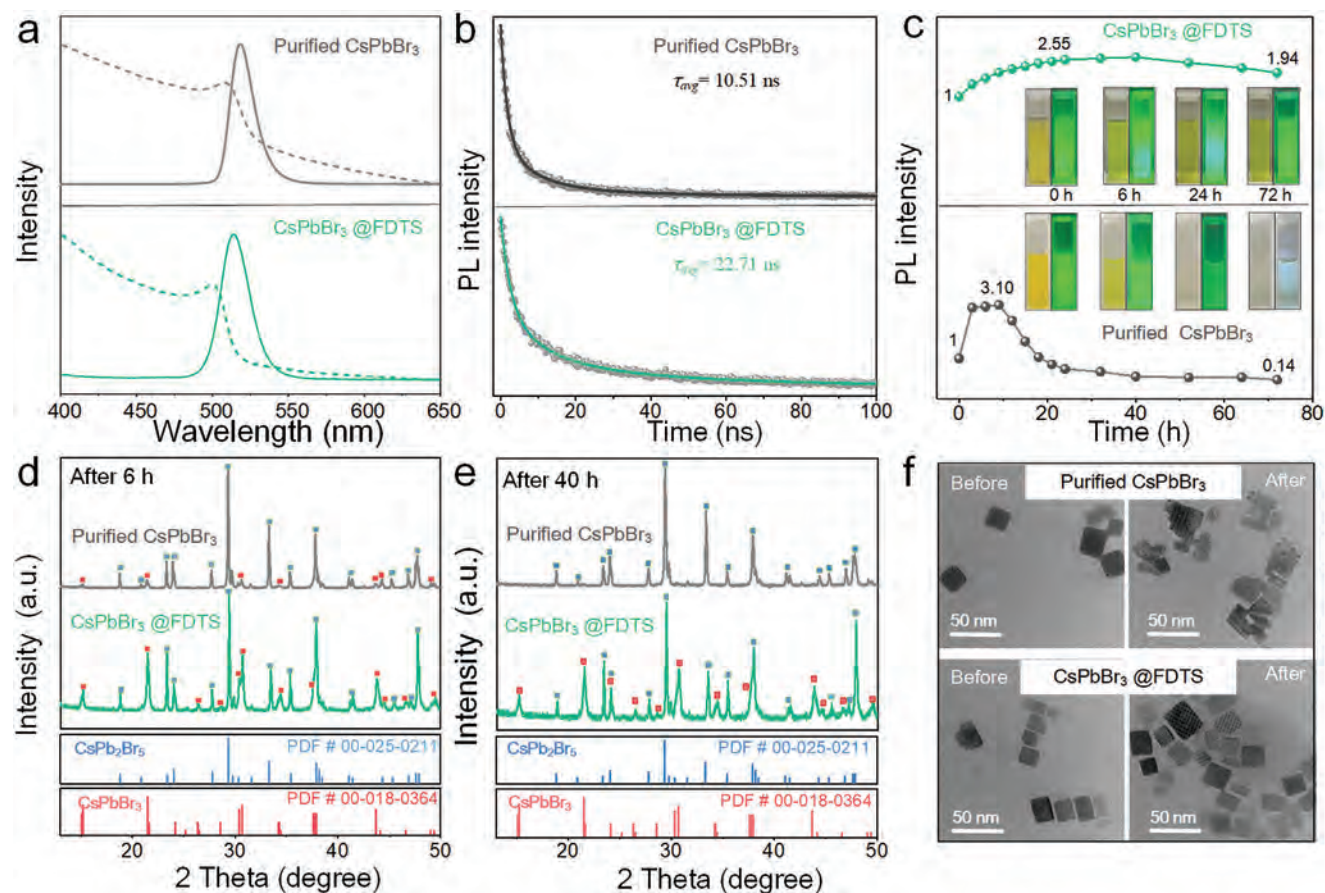 a
Purified CsPbBr₃
CsPbBr₃ @FDTS
Intensity
400
450
500
550
600
650
Wavelength (nm)
b
Purified CsPbBr₃
τavg= 10.51 ns
CsPbBr₃ @FDTS
τavg= 22.71 ns
PL intensity
0
20
40
60
80
100
Time (ns)
c
CsPbBr₃ @FDTS
2.55
1.94
1
0 h
6 h
24 h
72 h
3.10
1
0.14
Purified CsPbBr₃
PL intensity
0
20
40
60
80
Time (h)
d
After 6 h
Purified CsPbBr₃
CsPbBr₃ @FDTS
CsPb₂Br₅
PDF # 00-025-0211
CsPbBr₃
PDF # 00-018-0364
Intensity (a.u.)
20
30
40
50
2 Theta (degree)
e
After 40 h
Purified CsPbBr₃
CsPbBr₃ @FDTS
CsPb₂Br₅
PDF # 00-025-0211
CsPbBr₃
PDF # 00-018-0364
Intensity (a.u.)
20
30
40
50
2 Theta (degree)
f
Before
Purified CsPbBr₃
After
50 nm
50 nm
Before
CsPbBr₃ @FDTS
After
50 nm
50 nm